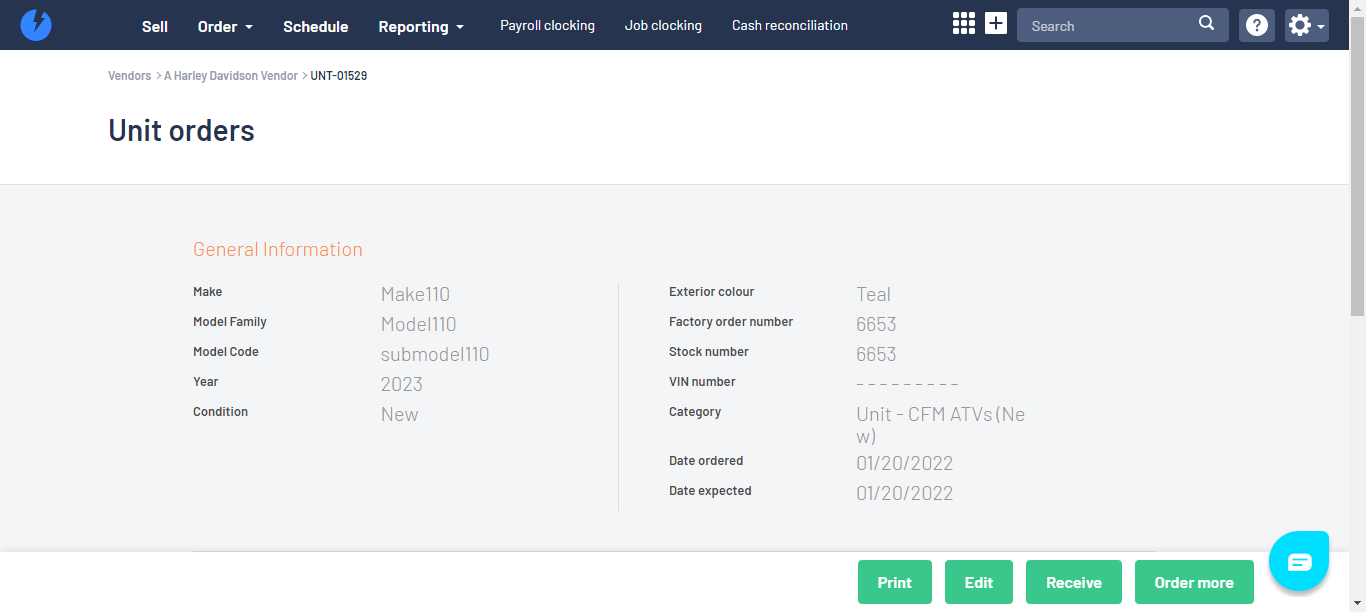 Sell Order Schedule Reporting Payroll clocking Job clocking Cash reconciliation Search ?
Vendors > A Harley Davidson Vendor > UNT-01529
Unit orders
General Information
Make Make110
Model Family Model110
Model Code submodel110
Year 2023
Condition New
Exterior colour Teal
Factory order number 6653
Stock number 6653
VIN number - - - - - - - - -
Category Unit - CFM ATVs (Ne
w)
Date ordered 01/20/2022
Date expected 01/20/2022
Print Edit Receive Order more